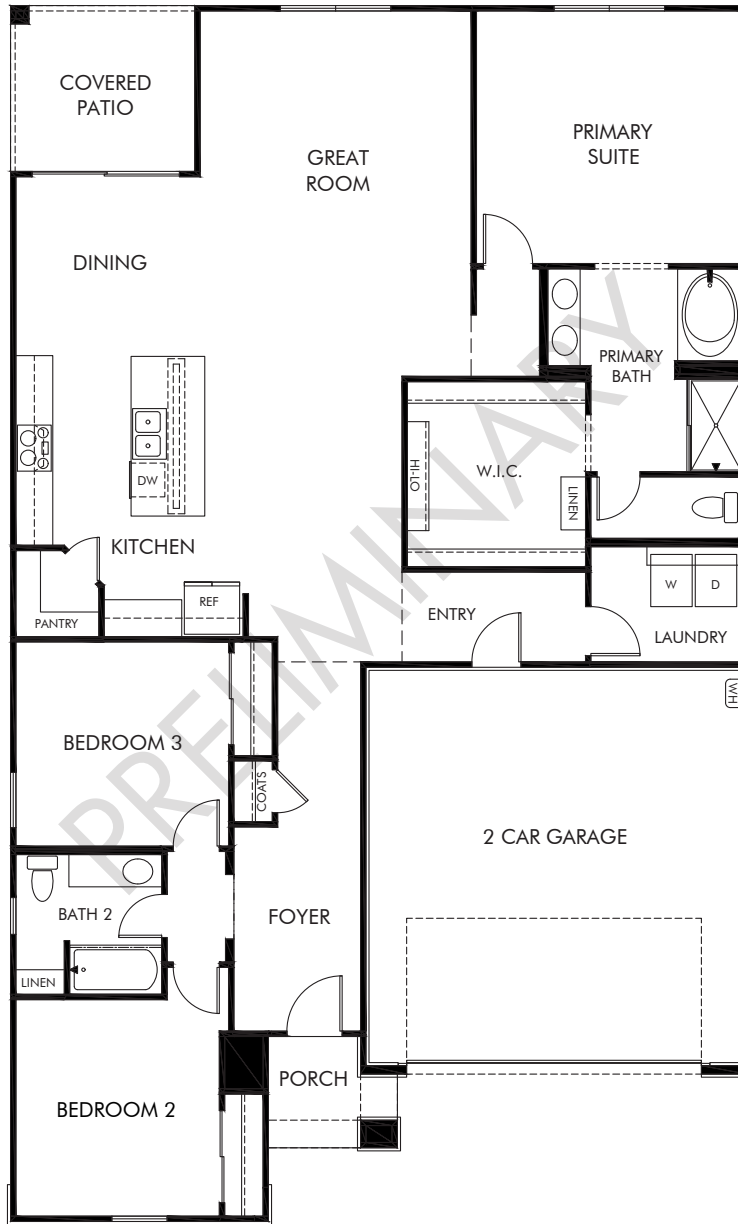 COVERED
PATIO
GREAT
ROOM
PRIMARY
SUITE
DINING
PRIMARY
BATH
HI-LO
W.I.C.
LINEN
DW
KITCHEN
PANTRY
REF
ENTRY
W
D
LAUNDRY
WH
BEDROOM 3
COATS
2 CAR GARAGE
BATH 2
FOYER
LINEN
PORCH
BEDROOM 2
PRELIMINARY